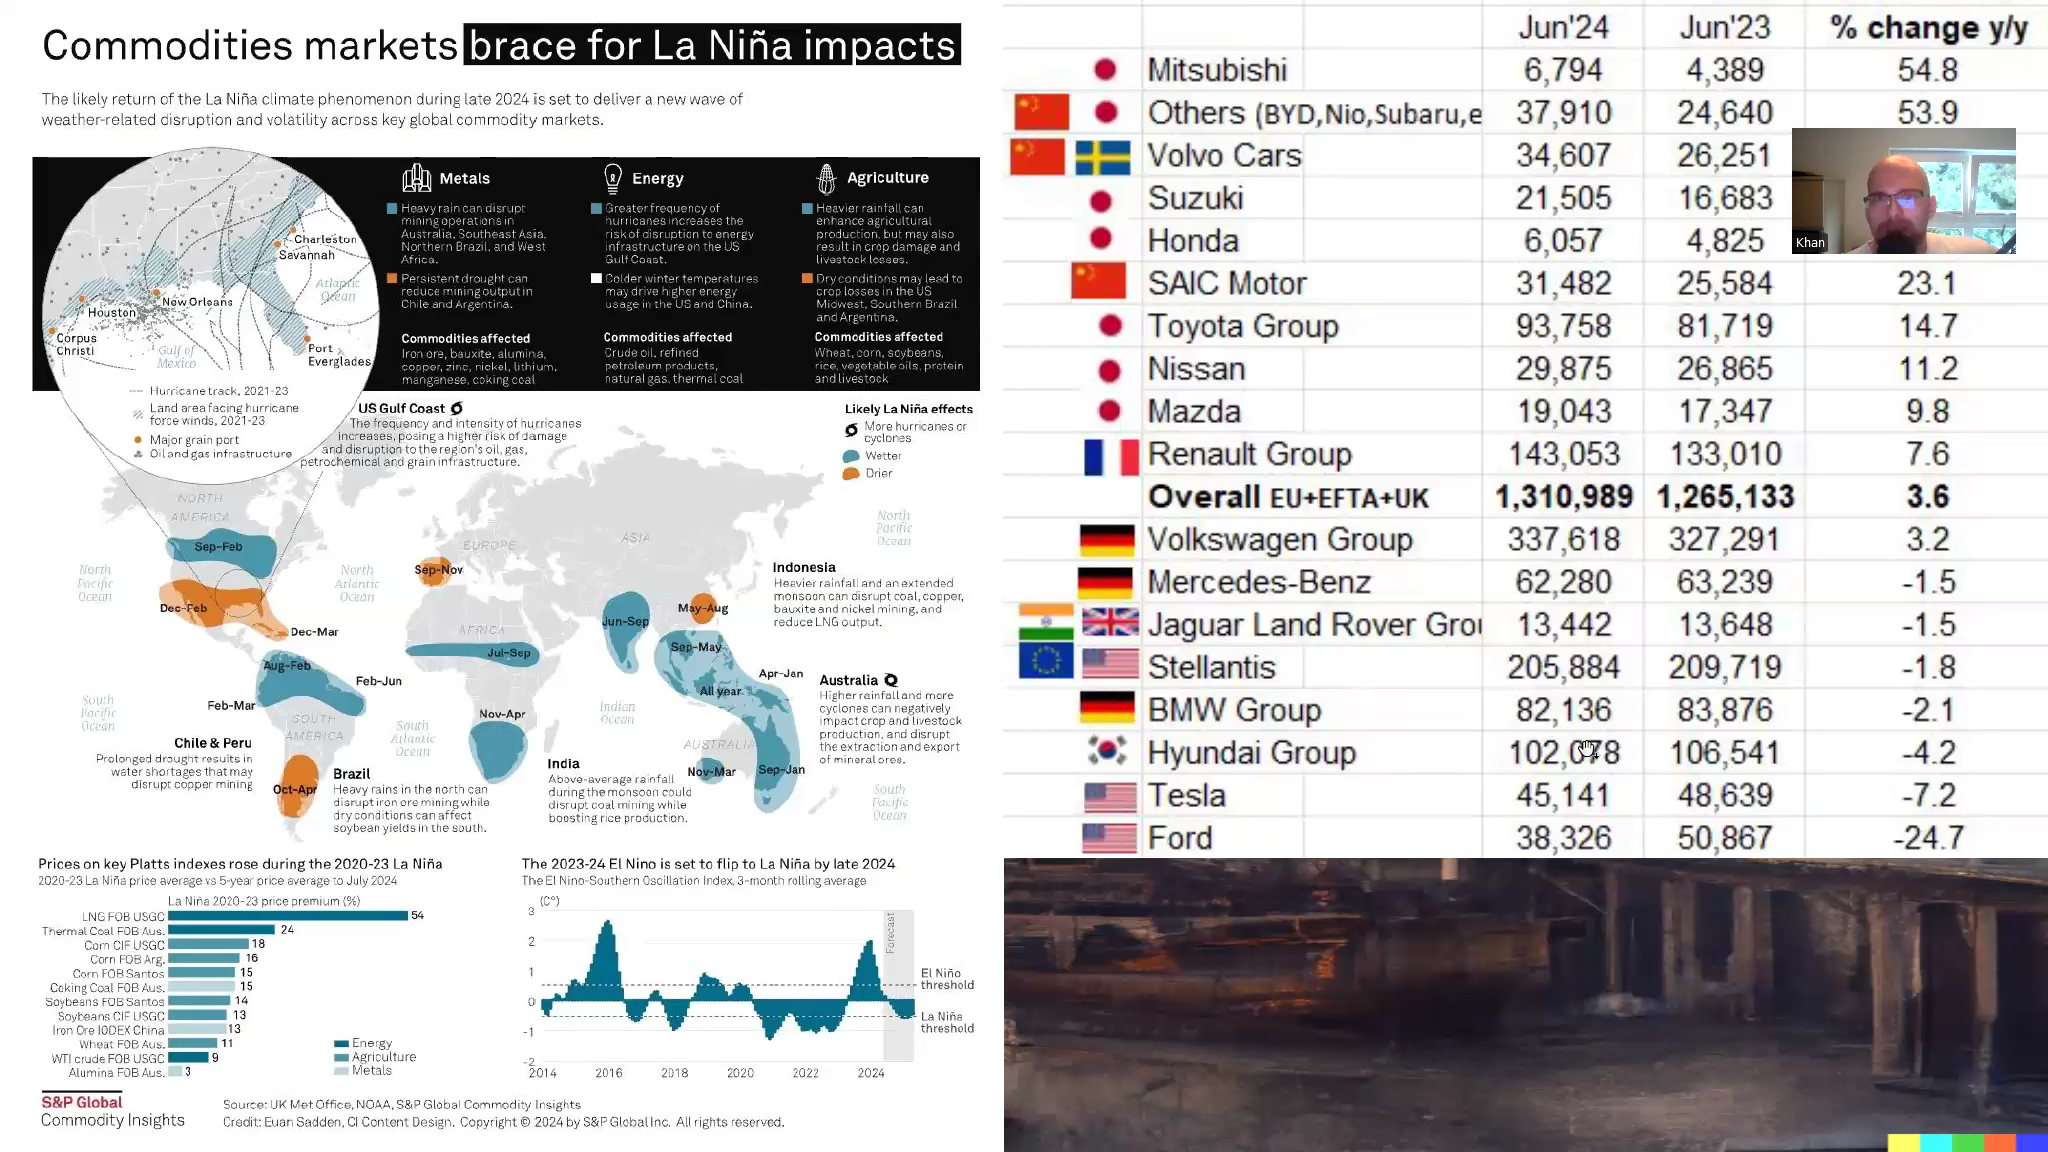 Commodities markets brace for La Niña impacts
The likely return of the La Niña climate phenomenon during late 2024 is set to deliver a new wave of
weather-related disruption and volatility across key global commodity markets.
Metals
Heavy rain can disrupt
mining operations in
Australia, Southeast Asia,
Northern Brazil, and West
Africa.
Persistent drought can
reduce mining output in
Chile and Argentina.
Commodities affected
Iron ore, bauxite, alumina,
copper, zinc, nickel, lithium,
manganese, coking coal
Energy
Greater frequency of
hurricanes increases the
risk of disruption to energy
infrastructure on the US
Gulf Coast.
Colder winter temperatures
may drive higher energy
usage in the US and China.
Commodities affected
Crude oil, refined
petroleum products,
natural gas, thermal coal
Agriculture
Heavier rainfall can
enhance agricultural
production, but may also
result in crop damage and
livestock losses.
Dry conditions may lead to
crop losses in the US
Midwest, Southern Brazil
and Argentina.
Commodities affected
Wheat, corn, soybeans,
rice, vegetable oils, protein
and livestock
Charleston
Savannah
Atlantic
Ocean
New Orleans
Houston
Corpus
Christi
Gulf of
Mexico
Port
Everglades
Hurricane track, 2021-23
Land area facing hurricane
force winds, 2021-23
Major grain port
Oil and gas infrastructure
US Gulf Coast
The frequency and intensity of hurricanes
increases, posing a higher risk of damage
and disruption to the region's oil, gas,
petrochemical and grain infrastructure.
Likely La Niña effects
More hurricanes or
cyclones
Wetter
Drier
NORTH
AMERICA
EUROPE
ASIA
AFRICA
SOUTH
AMERICA
AUSTRALIA
North
Pacific
Ocean
North
Atlantic
Ocean
North
Pacific
Ocean
South
Pacific
Ocean
South
Atlantic
Ocean
Indian
Ocean
South
Pacific
Ocean
Sep-Feb
Dec-Feb
Dec-Mar
Sep-Nov
Aug-Feb
Feb-Jun
Feb-Mar
Oct-Apr
Jul-Sep
Nov-Apr
Jun-Sep
May-Aug
Sep-May
All year
Apr-Jan
Nov-Mar
Sep-Jan
Indonesia
Heavier rainfall and an extended
monsoon can disrupt coal, copper,
bauxite and nickel mining, and
reduce LNG output.
Australia
Higher rainfall and more
cyclones can negatively
impact crop and livestock
production, and disrupt
the extraction and export
of mineral ores.
Chile & Peru
Prolonged drought results in
water shortages that may
disrupt copper mining
Brazil
Heavy rains in the north can
disrupt iron ore mining while
dry conditions can affect
soybean yields in the south.
India
Above-average rainfall
during the monsoon could
disrupt coal mining while
boosting rice production.
Prices on key Platts indexes rose during the 2020-23 La Niña
2020-23 La Niña price average vs 5-year price average to July 2024
La Niña 2020-23 price premium (%)
LNG FOB USGC 54
Thermal Coal FOB Aus. 24
Corn CIF USGC 18
Corn FOB Arg. 16
Corn FOB Santos 15
Coking Coal FOB Aus. 15
Soybeans FOB Santos 14
Soybeans CIF USGC 13
Iron Ore IODEX China 13
Wheat FOB Aus. 11
WTI crude FOB USGC 9
Alumina FOB Aus. 3
Energy
Agriculture
Metals
The 2023-24 El Nino is set to flip to La Niña by late 2024
The El Nino-Southern Oscillation Index, 3-month rolling average
(C°)
3
2
1
0
-1
-2
2014 2016 2018 2020 2022 2024
Forecast
El Niño
threshold
La Niña
threshold
S&P Global
Commodity Insights
Source: UK Met Office, NOAA, S&P Global Commodity Insights
Credit: Euan Sadden, CI Content Design. Copyright © 2024 by S&P Global Inc. All rights reserved.
Jun'24 Jun'23 % change y/y
Mitsubishi 6,794 4,389 54.8
Others (BYD,Nio,Subaru,e 37,910 24,640 53.9
Volvo Cars 34,607 26,251
Suzuki 21,505 16,683
Honda 6,057 4,825
SAIC Motor 31,482 25,584 23.1
Toyota Group 93,758 81,719 14.7
Nissan 29,875 26,865 11.2
Mazda 19,043 17,347 9.8
Renault Group 143,053 133,010 7.6
Overall EU+EFTA+UK 1,310,989 1,265,133 3.6
Volkswagen Group 337,618 327,291 3.2
Mercedes-Benz 62,280 63,239 -1.5
Jaguar Land Rover Grou 13,442 13,648 -1.5
Stellantis 205,884 209,719 -1.8
BMW Group 82,136 83,876 -2.1
Hyundai Group 102,078 106,541 -4.2
Tesla 45,141 48,639 -7.2
Ford 38,326 50,867 -24.7
Khan